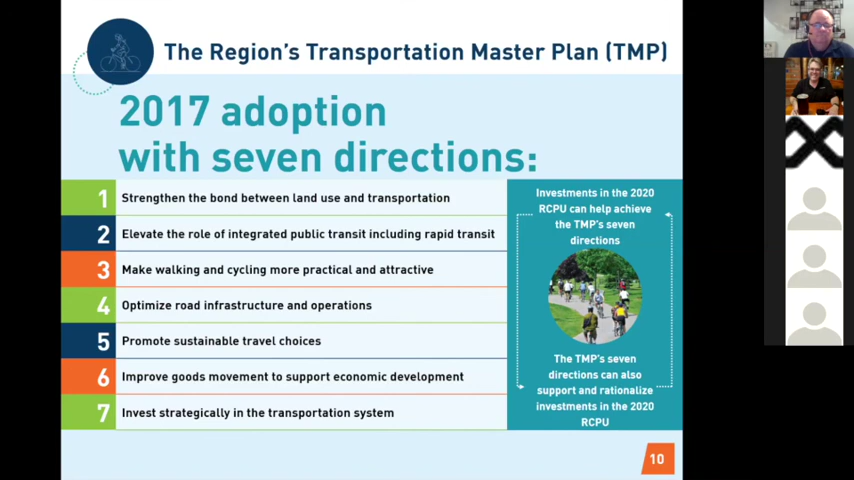 The Region's Transportation Master Plan (TMP)
2017 adoption
with seven directions:
1 Strengthen the bond between land use and transportation
2 Elevate the role of integrated public transit including rapid transit
3 Make walking and cycling more practical and attractive
4 Optimize road infrastructure and operations
5 Promote sustainable travel choices
6 Improve goods movement to support economic development
7 Invest strategically in the transportation system
Investments in the 2020
RCPU can help achieve
the TMP's seven
directions
The TMP's seven
directions can also
support and rationalize
investments in the 2020
RCPU
10